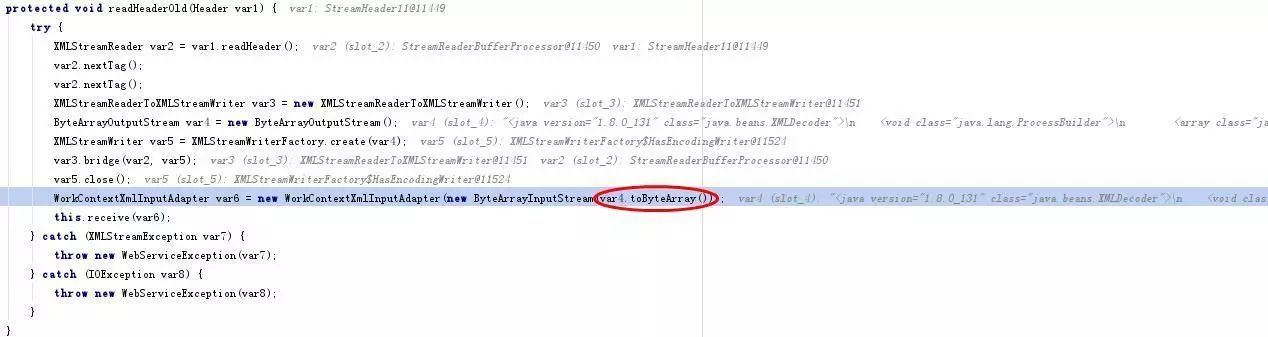 protected void readHeaderOld(Header var1) {  var1: StreamHeader11@11449
    try {
        XMLStreamReader var2 = var1.readHeader();  var2 (slot_2): StreamReaderBufferProcessor@11450  var1: StreamHeader11@11449
        var2.nextTag();
        var2.nextTag();
        XMLStreamReaderToXMLStreamWriter var3 = new XMLStreamReaderToXMLStreamWriter();  var3 (slot_3): XMLStreamReaderToXMLStreamWriter@11451
        ByteArrayOutputStream var4 = new ByteArrayOutputStream();  var4 (slot_4): "<java version="1.8.0_131" class="java.beans.XMLDecoder">\n    <void class="java.lang.ProcessBuilder">\n        <array class="ja
        XMLStreamWriter var5 = XMLStreamWriterFactory.create(var4);  var5 (slot_5): XMLStreamWriterFactory$HasEncodingWriter@11524
        var3.bridge(var2, var5);  var3 (slot_3): XMLStreamReaderToXMLStreamWriter@11451  var2 (slot_2): StreamReaderBufferProcessor@11450
        var5.close();  var5 (slot_5): XMLStreamWriterFactory$HasEncodingWriter@11524
        WorkContextXmlInputAdapter var6 = new WorkContextXmlInputAdapter(new ByteArrayInputStream(var4.toByteArray()));  var4 (slot_4): "<java version="1.8.0_131" class="java.beans.XMLDecoder">\n    <void clas
        this.receive(var6);
    } catch (XMLStreamException var7) {
        throw new WebServiceException(var7);
    } catch (IOException var8) {
        throw new WebServiceException(var8);
    }
}